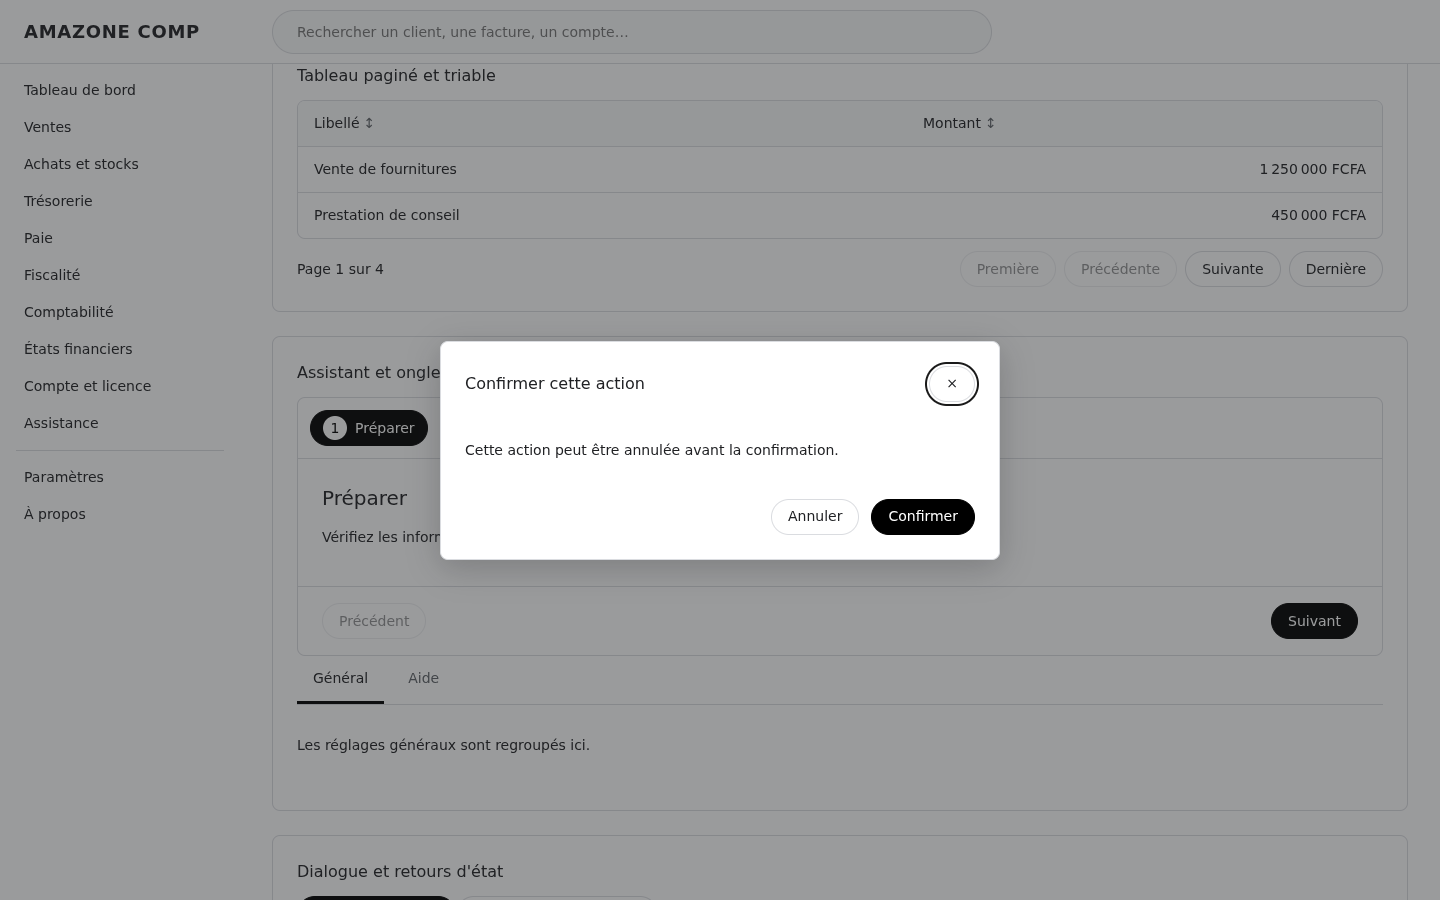 AMAZONE COMP
Rechercher un client, une facture, un compte…
Tableau de bord
Ventes
Achats et stocks
Trésorerie
Paie
Fiscalité
Comptabilité
États financiers
Compte et licence
Assistance
Paramètres
À propos
Tableau paginé et triable
Libellé ↕ Montant ↕
Vente de fournitures 1 250 000 FCFA
Prestation de conseil 450 000 FCFA
Page 1 sur 4 Première Précédente Suivante Dernière
Assistant et ongle
1 Préparer
Préparer
Vérifiez les infor
Confirmer cette action ×
Cette action peut être annulée avant la confirmation.
Annuler Confirmer
Précédent Suivant
Général Aide
Les réglages généraux sont regroupés ici.
Dialogue et retours d'état